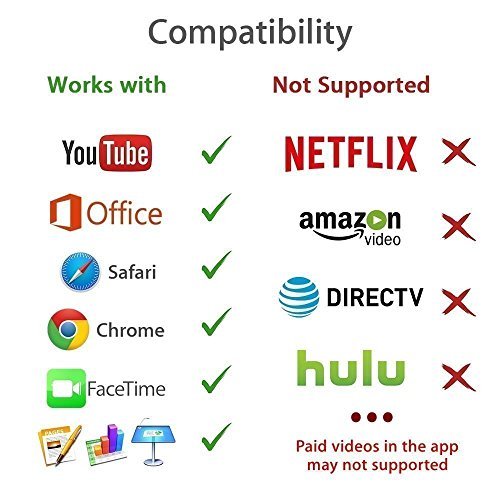 Compatibility
Works with
Not Supported
YouTube
NETFLIX
Office
amazon
video
Safari
DIRECTV
Chrome
hulu
FaceTime
PAGES
Paid videos in the app
may not supported